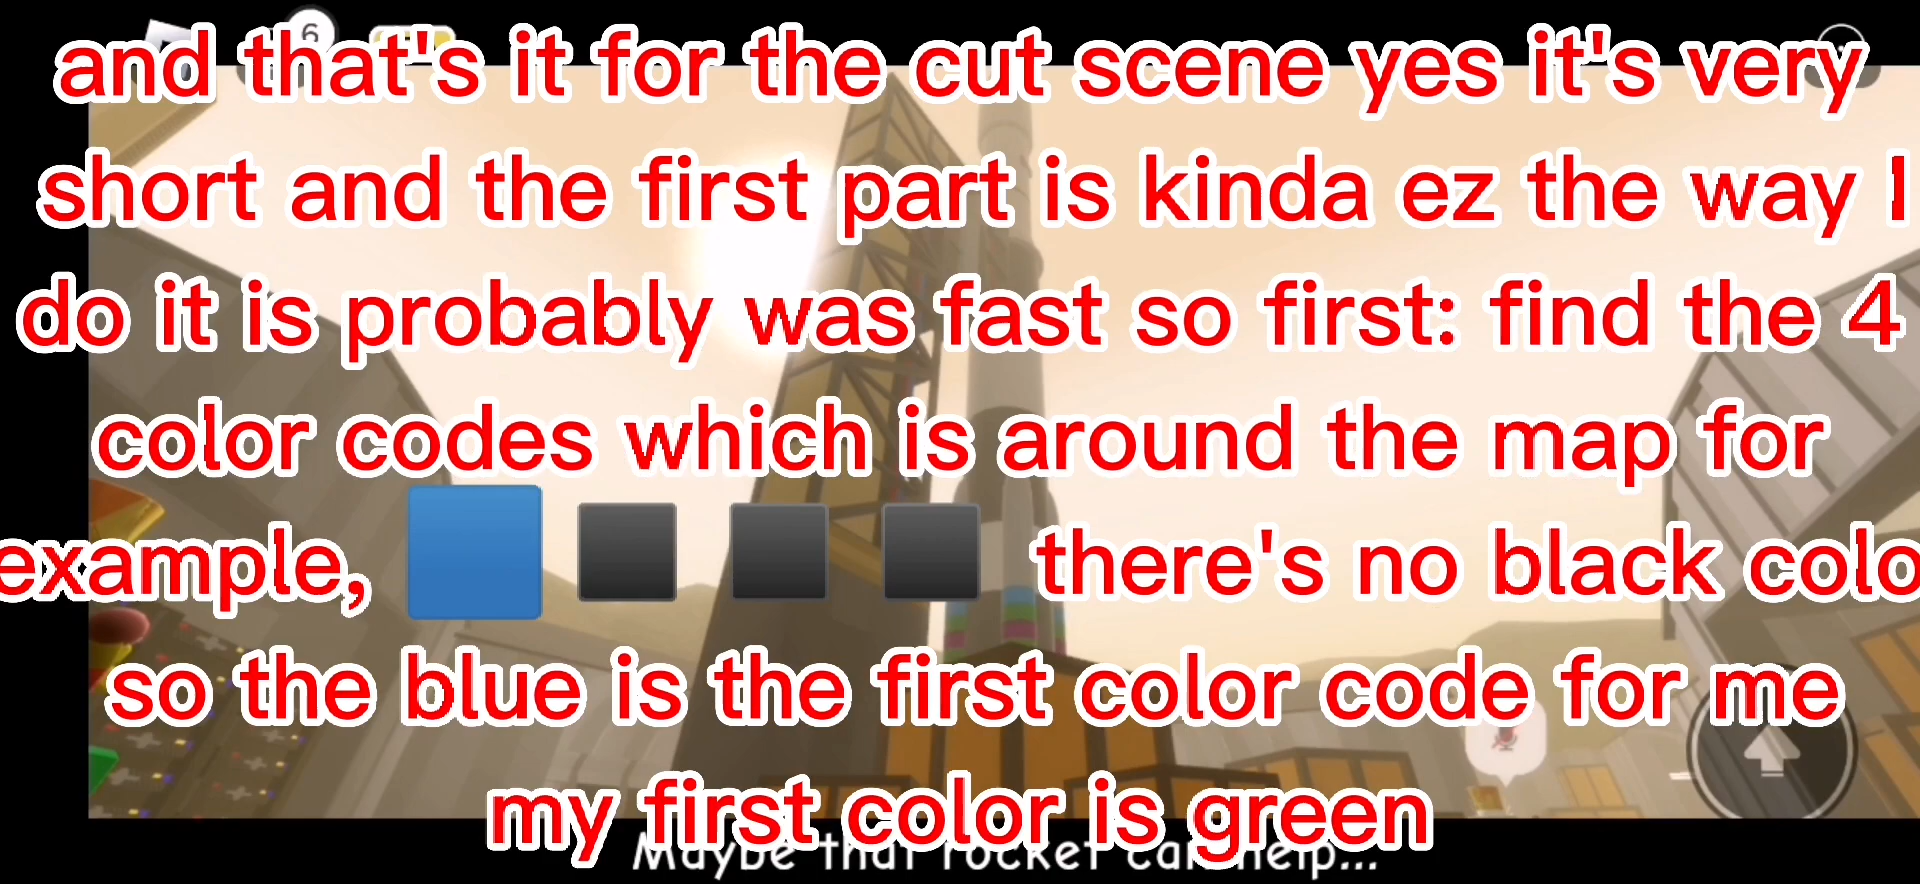 6
and that's it for the cut scene yes it's very
short and the first part is kinda ez the way I
do it is probably was fast so first: find the 4
color codes which is around the map for
example, 🟦◾◾◾ there's no black colo
so the blue is the first color code for me
my first color is green
Maybe that rocket can help...